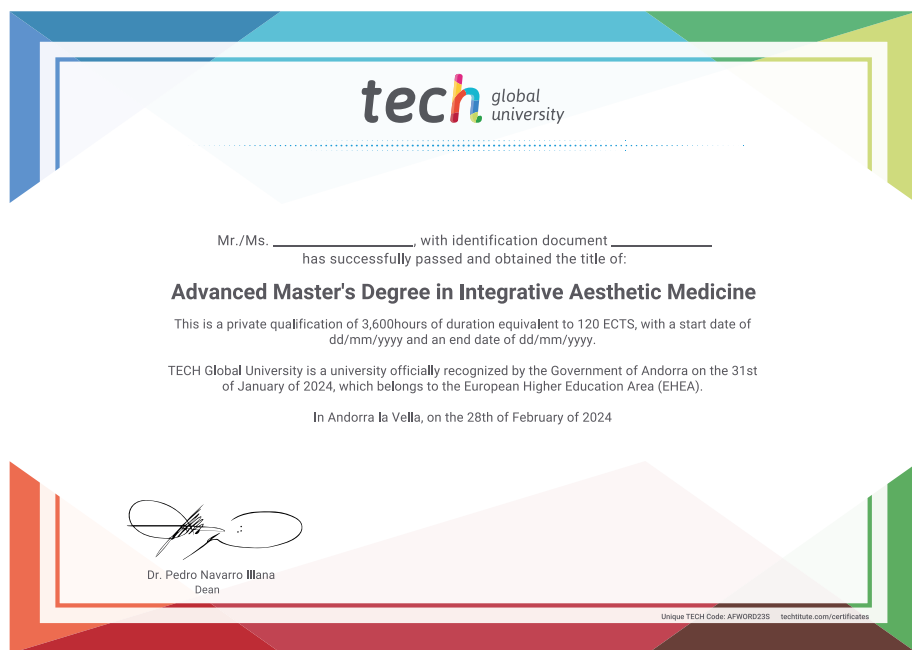 tech global
university
Mr./Ms. ____________________, with identification document ______________
has successfully passed and obtained the title of:
Advanced Master's Degree in Integrative Aesthetic Medicine
This is a private qualification of 3,600hours of duration equivalent to 120 ECTS, with a start date of
dd/mm/yyyy and an end date of dd/mm/yyyy.
TECH Global University is a university officially recognized by the Government of Andorra on the 31st
of January of 2024, which belongs to the European Higher Education Area (EHEA).
In Andorra la Vella, on the 28th of February of 2024
Dr. Pedro Navarro Illana
Dean
Unique TECH Code: AFWORD23S techtitute.com/certificates